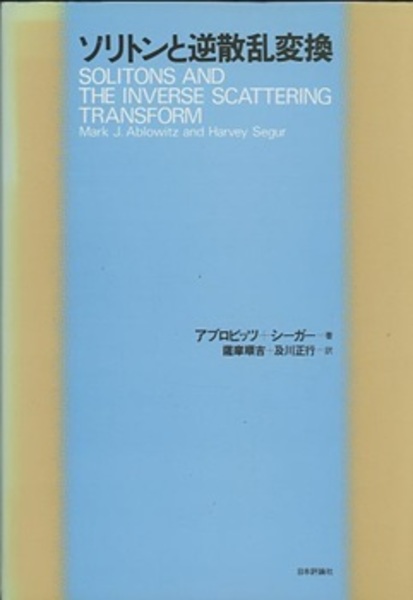 ソリトンと逆散乱変換
SOLITONS AND
THE INVERSE SCATTERING
TRANSFORM
Mark J. Ablowitz and Harvey Segur
アブロビッツ+シーガー―著
薩摩順吉+及川正行―訳
日本評論社